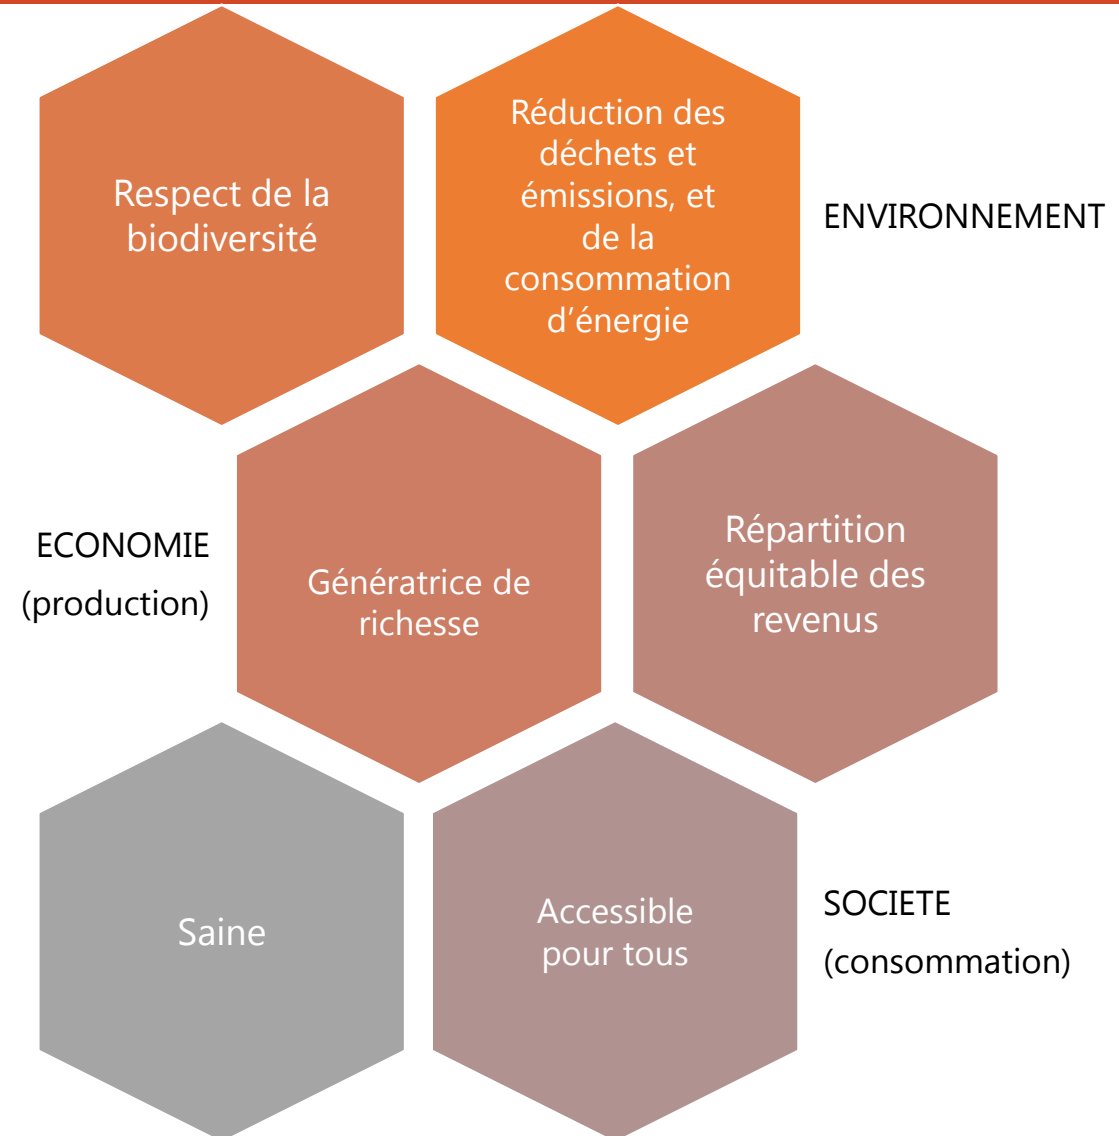 Respect de la
biodiversité
Réduction des
déchets et
émissions, et
de la
consommation
d’énergie
ENVIRONNEMENT
ECONOMIE
(production)
Génératrice de
richesse
Répartition
équitable des
revenus
Saine
Accessible
pour tous
SOCIETE
(consommation)